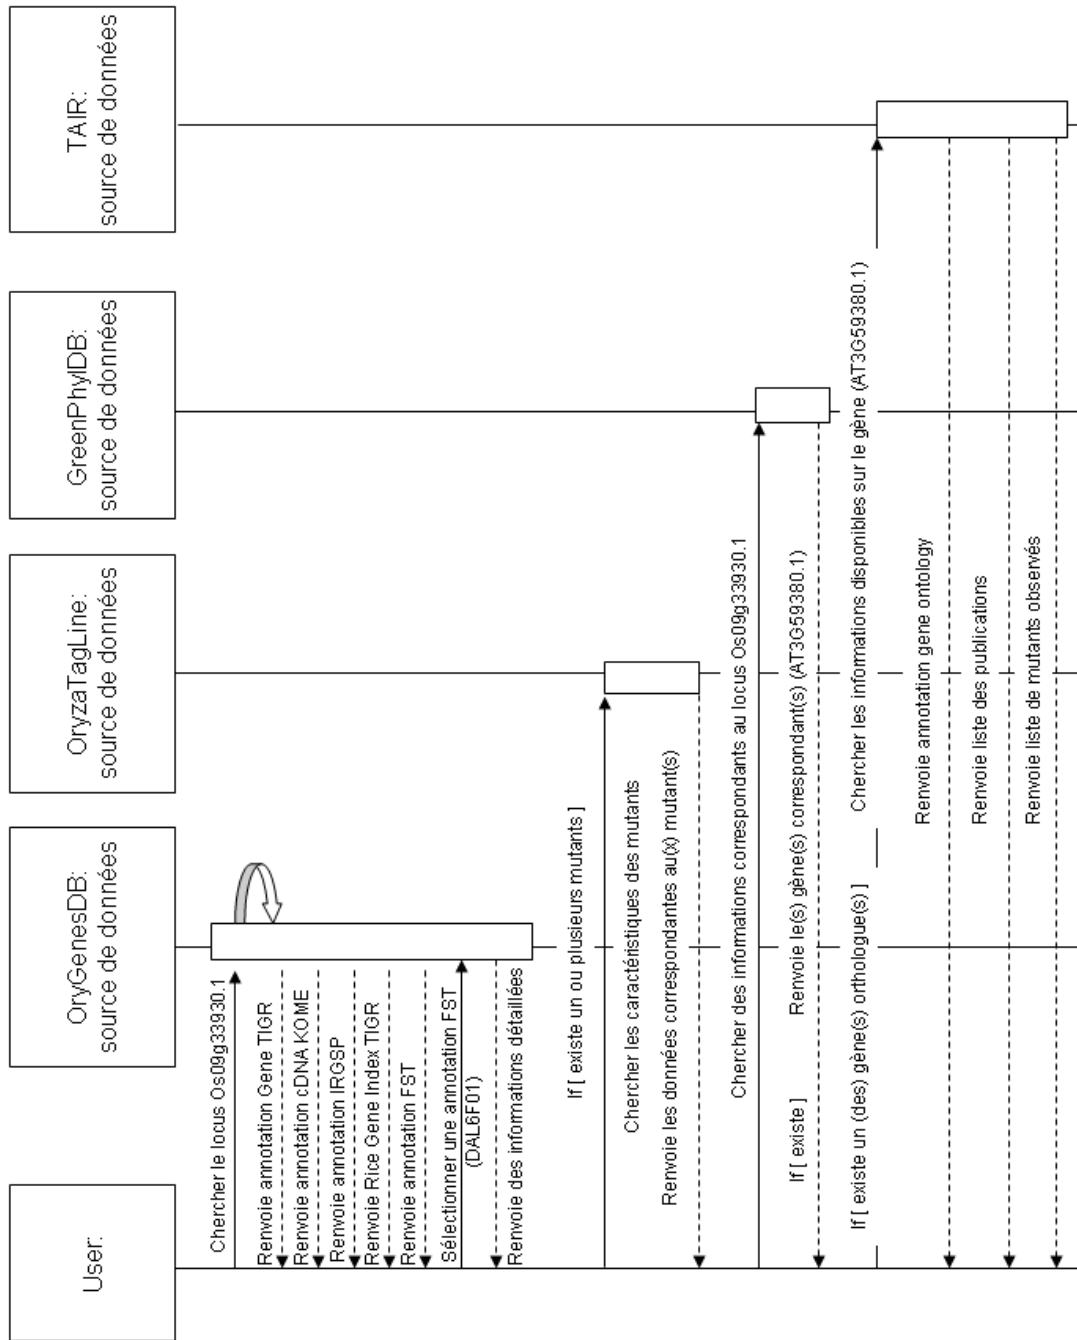 User:
OryGenesDB:
source de données
OryzaTagLine:
source de données
GreenPhylDB:
source de données
TAIR:
source de données
Chercher le locus Os09g33930.1
Renvoie annotation Gene TIGR
Renvoie annotation cDNA KOME
Renvoie annotation IRGSP
Renvoie Rice Gene Index TIGR
Renvoie annotation FST
Sélectionner une annotation FST
(DAL6F01)
Renvoie des informations détaillées
If [ existe un ou plusieurs mutants ]
Chercher les caractéristiques des mutants
Renvoie les données correspondantes au(x) mutant(s)
Chercher des informations correspondants au locus Os09g33930.1
If [ existe ]
Renvoie le(s) gène(s) correspondant(s) (AT3G59380.1)
If [ existe un (des) gène(s) orthologue(s) ]
Chercher les informations disponibles sur le gène (AT3G59380.1)
Renvoie annotation gene ontology
Renvoie liste des publications
Renvoie liste de mutants observés